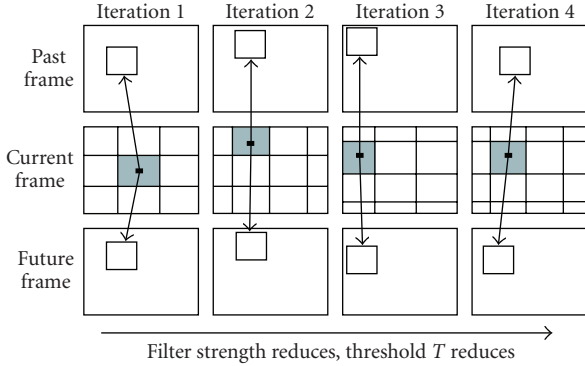 Iteration 1 Iteration 2 Iteration 3 Iteration 4
Past
frame
Current
frame
Future
frame
Filter strength reduces, threshold T reduces